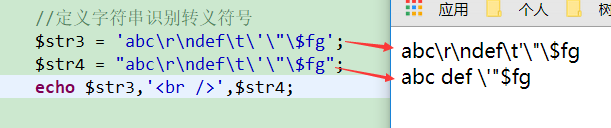 应用 个人 树
//定义字符串识别转义符号
$str3 = 'abc\r\ndef\t\'\"\$fg';
$str4 = "abc\r\ndef\t\'\"\$fg";
echo $str3,'<br />',$str4;
abc\r\ndef\t'\"\$fg
abc def \'"$fg